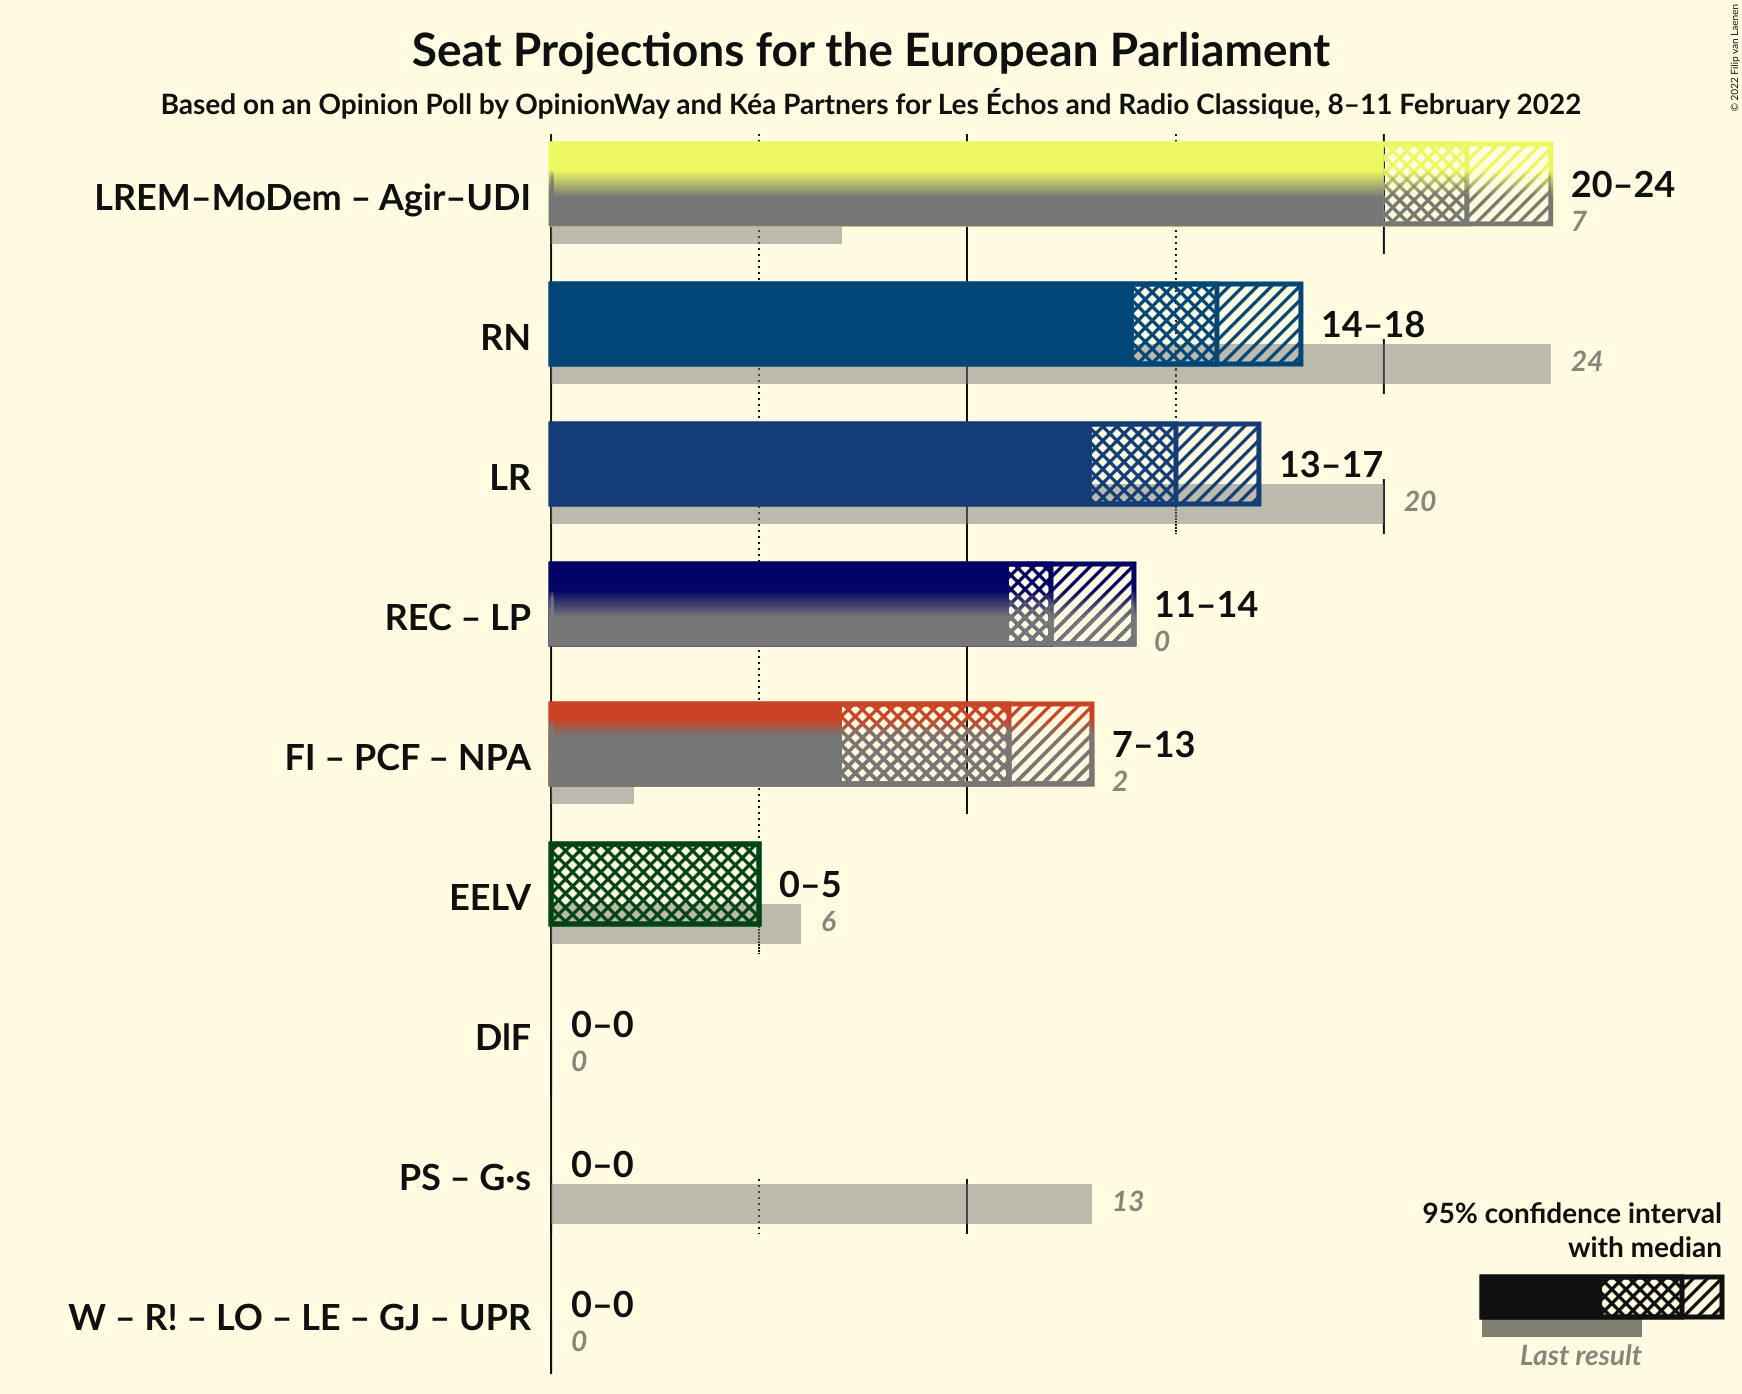 Seat Projections for the European Parliament
Based on an Opinion Poll by OpinionWay and Kéa Partners for Les Échos and Radio Classique, 8–11 February 2022
© 2022 Filip van Laenen
LREM–MoDem – Agir–UDI
20–24
7
RN
14–18
24
LR
13–17
20
REC – LP
11–14
0
FI – PCF – NPA
7–13
2
EELV
0–5
6
DlF
0–0
0
PS – G·s
0–0
13
W – R! – LO – LE – GJ – UPR
0–0
0
95% confidence interval
with median
Last result